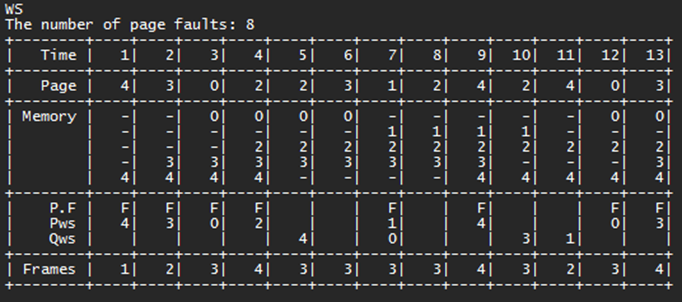 WS
The number of page faults: 8
+--------+----+----+----+----+----+----+----+----+----+----+----+----+----+
|   Time |   1|   2|   3|   4|   5|   6|   7|   8|   9|  10|  11|  12|  13|
+--------+----+----+----+----+----+----+----+----+----+----+----+----+----+
|   Page |   4|   3|   0|   2|   2|   3|   1|   2|   4|   2|   4|   0|   3|
+--------+----+----+----+----+----+----+----+----+----+----+----+----+----+
| Memory |   -|   -|   0|   0|   0|   0|   -|   -|   -|   -|   -|   0|   0|
|        |   -|   -|   -|   -|   -|   -|   1|   1|   1|   1|   -|   -|   -|
|        |   -|   -|   -|   2|   2|   2|   2|   2|   2|   2|   2|   2|   2|
|        |   -|   3|   3|   3|   3|   3|   3|   3|   3|   -|   -|   -|   3|
|        |   4|   4|   4|   4|   -|   -|   -|   -|   4|   4|   4|   4|   4|
+--------+----+----+----+----+----+----+----+----+----+----+----+----+----+
|    P.F |   F|   F|   F|   F|    |    |   F|    |   F|    |    |   F|   F|
|    Pws |   4|   3|   0|   2|    |    |   1|    |   4|    |    |   0|   3|
|    Qws |    |    |    |    |   4|    |   0|    |    |   3|   1|    |    |
+--------+----+----+----+----+----+----+----+----+----+----+----+----+----+
| Frames |   1|   2|   3|   4|   3|   3|   3|   3|   4|   3|   2|   3|   4|
+--------+----+----+----+----+----+----+----+----+----+----+----+----+----+